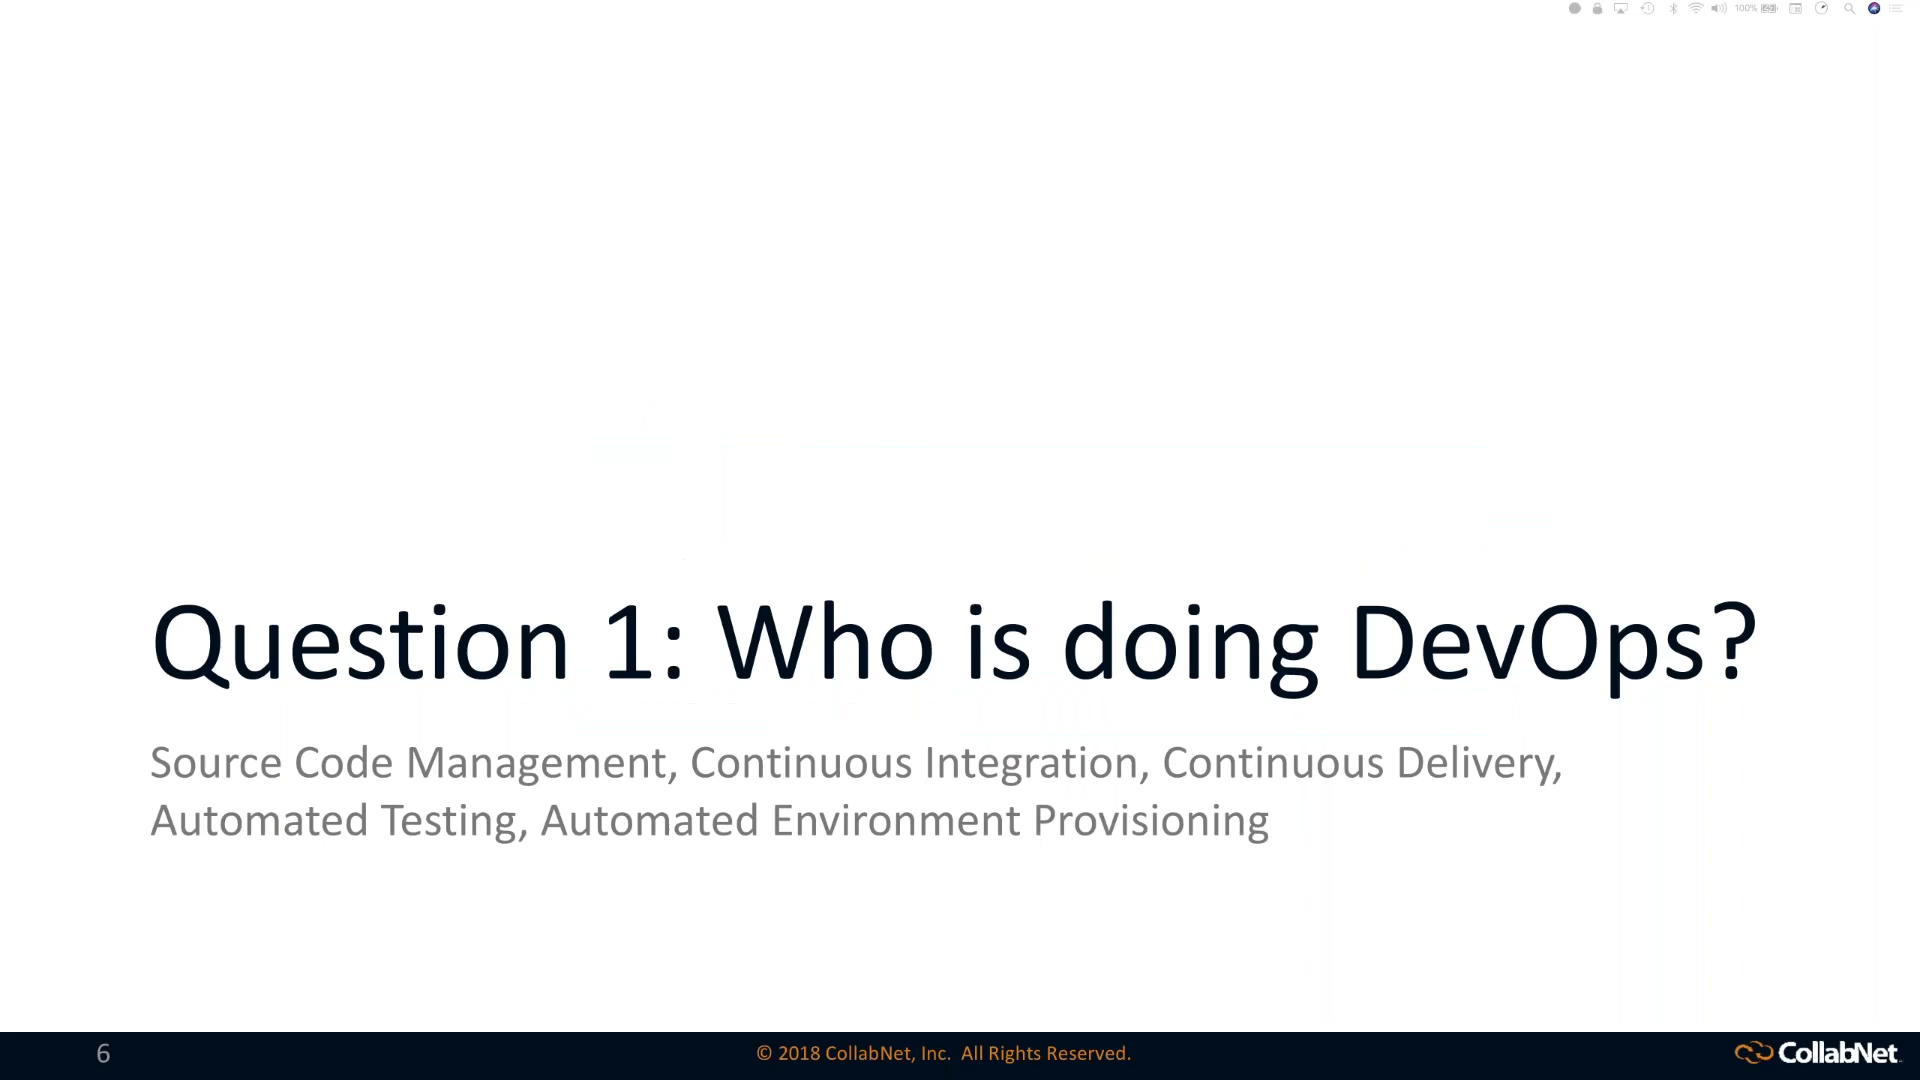 100%
Question 1: Who is doing DevOps?
Source Code Management, Continuous Integration, Continuous Delivery,
Automated Testing, Automated Environment Provisioning
6
© 2018 CollabNet, Inc. All Rights Reserved.
CollabNet